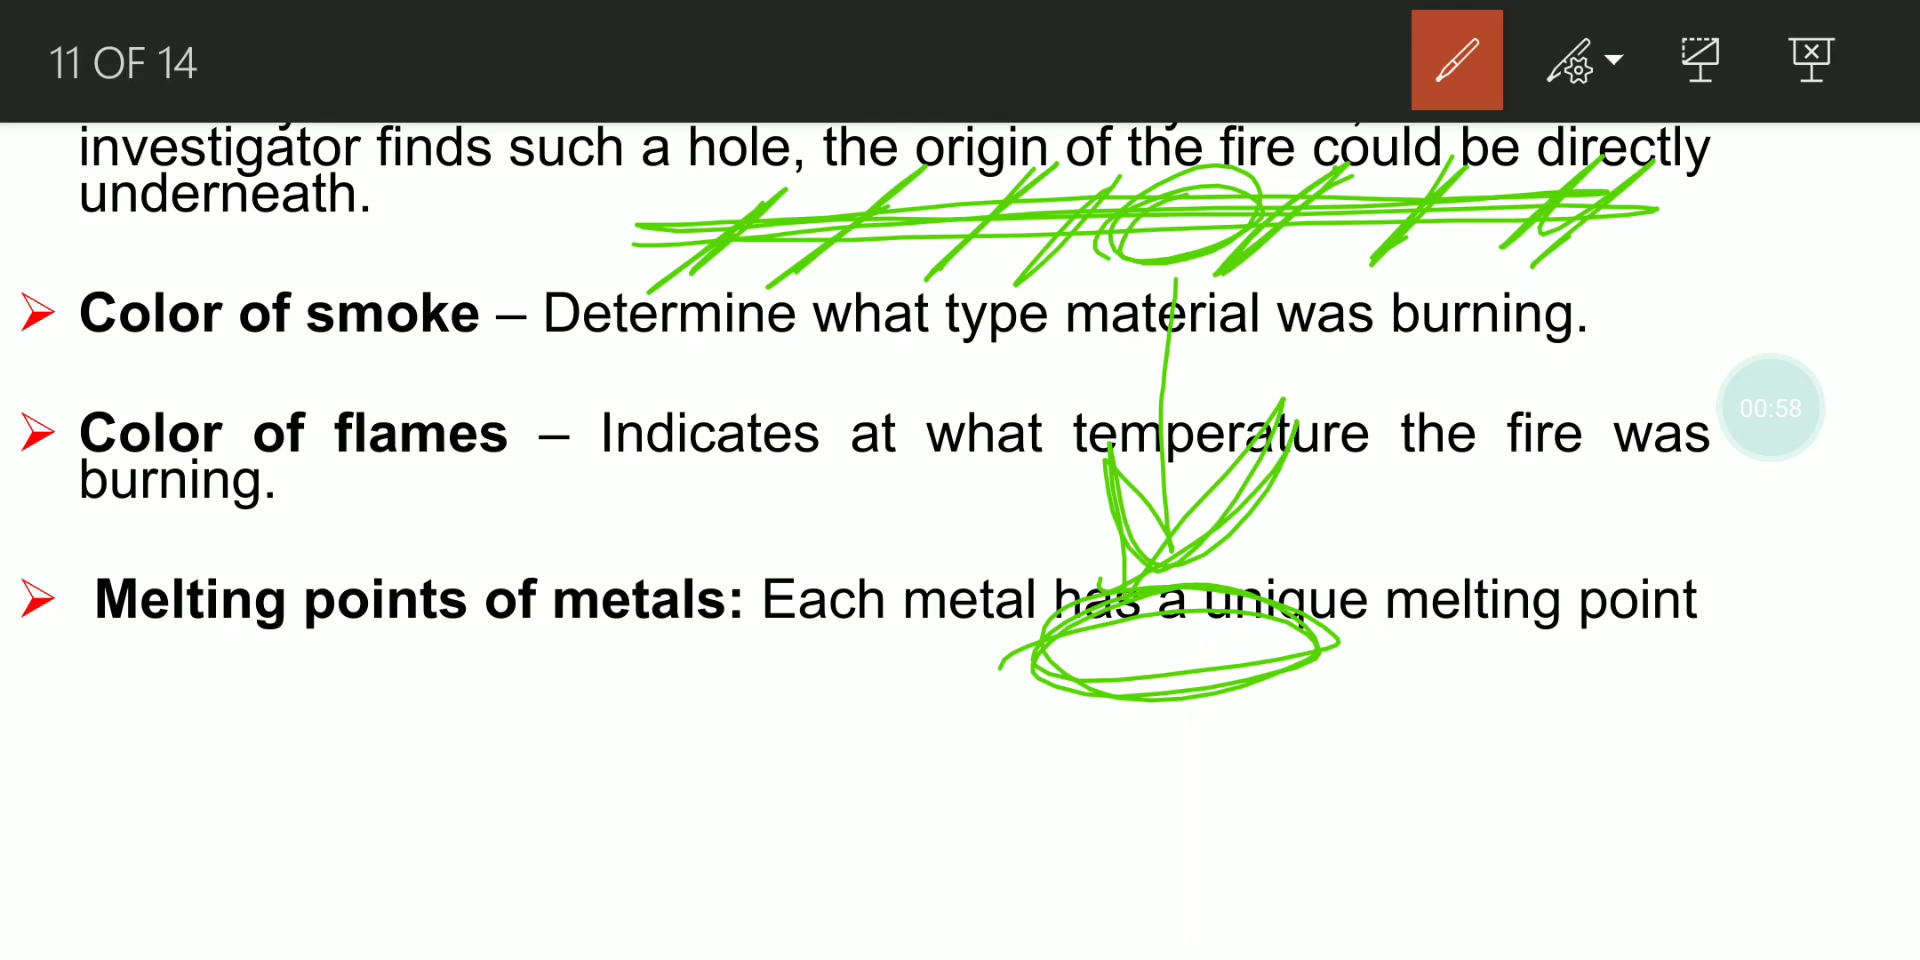 11 OF 14
investigator finds such a hole, the origin of the fire could be directly
underneath.
Color of smoke – Determine what type material was burning.
Color of flames – Indicates at what temperature the fire was
burning.
00:58
Melting points of metals: Each metal has a unique melting point